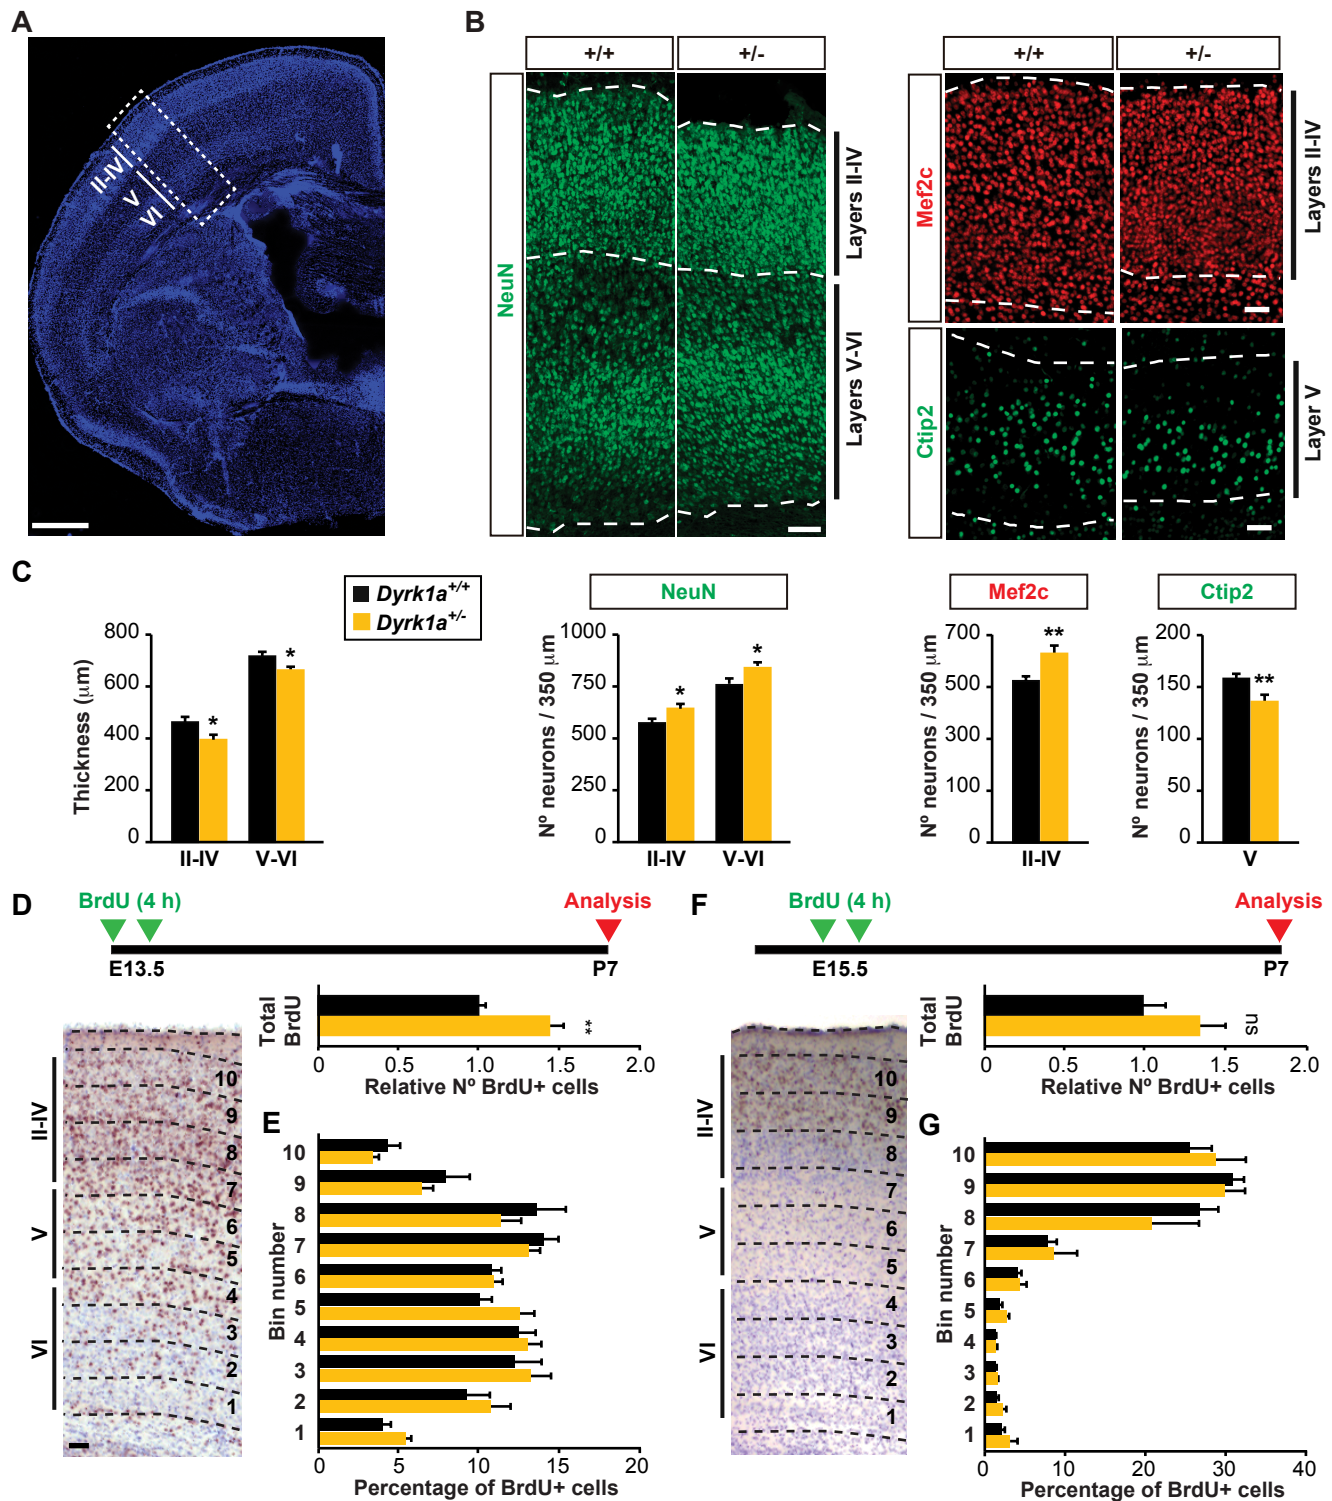 A
II-IV
V
VI
B
+/+
+/-
NeuN
Layers II-IV
Layers V-VI
+/+
+/-
Mef2c
Layers II-IV
Ctip2
Layer V
C
Dyrk1a+/+
Dyrk1a+/-
Thickness (µm)
800
600
400
200
0
*
*
II-IV
V-VI
NeuN
Nº neurons / 350 µm
1000
750
500
250
0
*
*
II-IV
V-VI
Mef2c
Nº neurons / 350 µm
700
500
300
100
0
**
II-IV
Ctip2
Nº neurons / 350 µm
200
150
100
50
0
**
V
D
BrdU (4 h)
Analysis
E13.5
P7
Total
BrdU
**
0
0.5
1.0
1.5
2.0
Relative Nº BrdU+ cells
II-IV
V
VI
10
9
8
7
6
5
4
3
2
1
E
Bin number
10
9
8
7
6
5
4
3
2
1
0
5
10
15
20
Percentage of BrdU+ cells
F
BrdU (4 h)
Analysis
E15.5
P7
Total
BrdU
ns
0
0.5
1.0
1.5
2.0
Relative Nº BrdU+ cells
II-IV
V
VI
10
9
8
7
6
5
4
3
2
1
G
Bin number
10
9
8
7
6
5
4
3
2
1
0
10
20
30
40
Percentage of BrdU+ cells